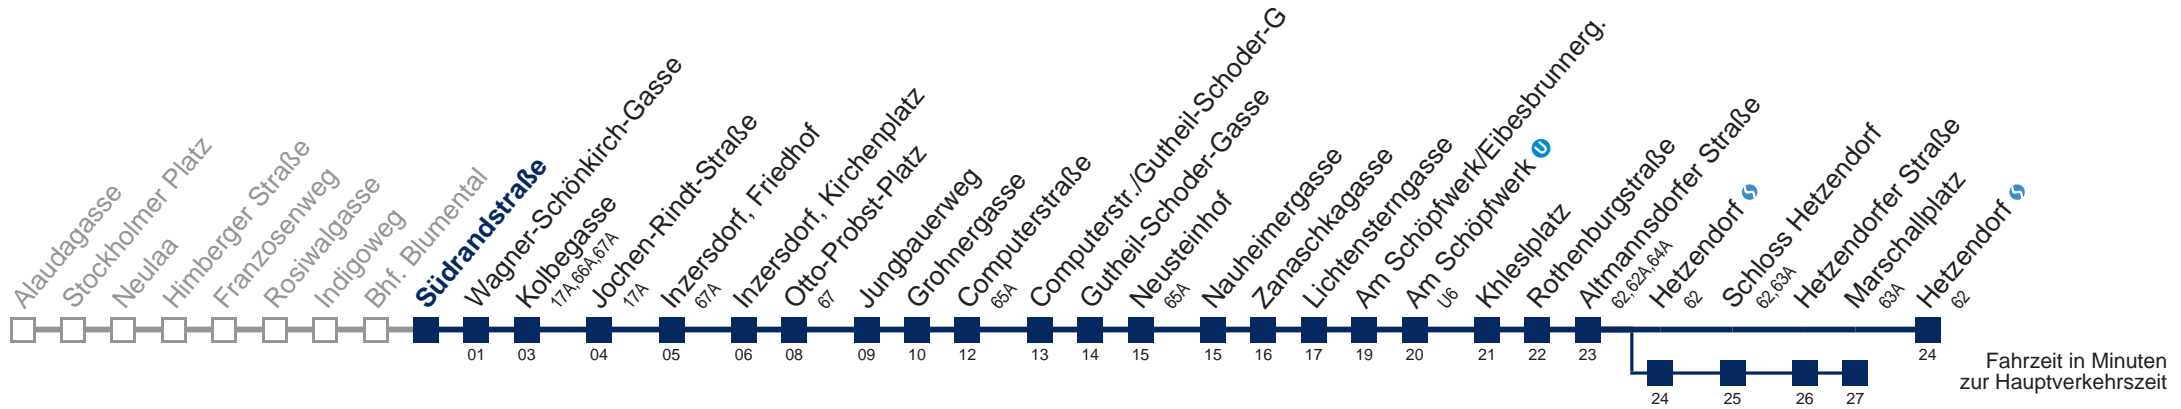 Alaudagasse
Stockholmer Platz
Neulaa
Himberger Straße
Franzosenweg
Rosiwalgasse
Indigoweg
Bhf. Blumental
Südrandstraße
Wagner-Schönkirch-Gasse
Kolbegasse
17A,66A,67A
Jochen-Rindt-Straße
17A
Inzersdorf, Friedhof
67A
Inzersdorf, Kirchenplatz
Otto-Probst-Platz
67
Jungbauerweg
Grohnergasse
Computerstraße
65A
Computerstr./Gutheil-Schoder-G
Gutheil-Schoder-Gasse
Neusteinhof
65A
Nauheimergasse
Zanaschkagasse
Lichtensterngasse
Am Schöpfwerk/Eibesbrunnerg.
Am Schöpfwerk U
U6
Khleslplatz
Rothenburgstraße
Altmannsdorfer Straße
62,62A,64A
Hetzendorf S
62
Schloss Hetzendorf
62,63A
Hetzendorfer Straße
Marschallplatz
63A
Hetzendorf S
62
01 03 04 05 06 08 09 10 12 13 14 15 15 16 17 19 20 21 22 23 24
24 25 26 27
Fahrzeit in Minuten
zur Hauptverkehrszeit